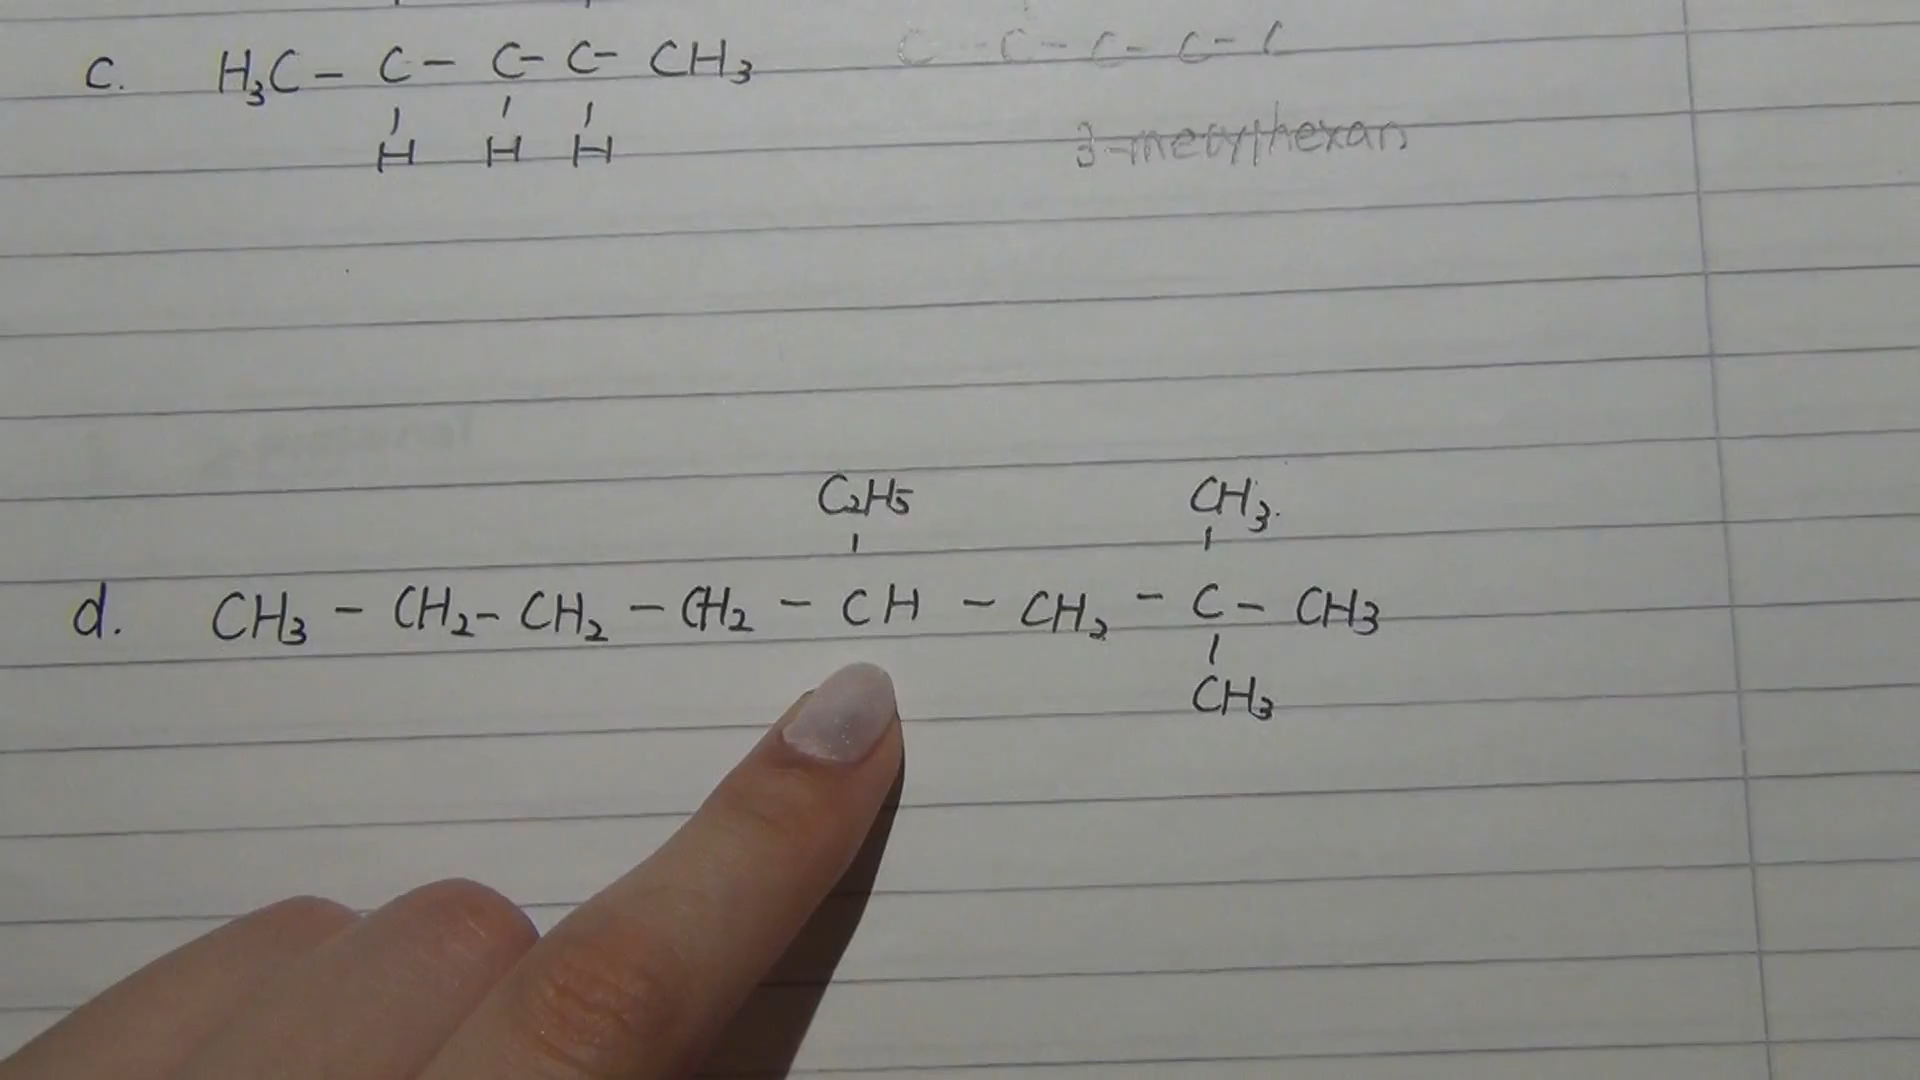 c. H₃C - C - C - C - CH₃
H H H
C - C - C - C - C
3-metylhexan
C₂H₅ CH₃
d. CH₃ - CH₂ - CH₂ - CH₂ - CH - CH₂ - C - CH₃
CH₃